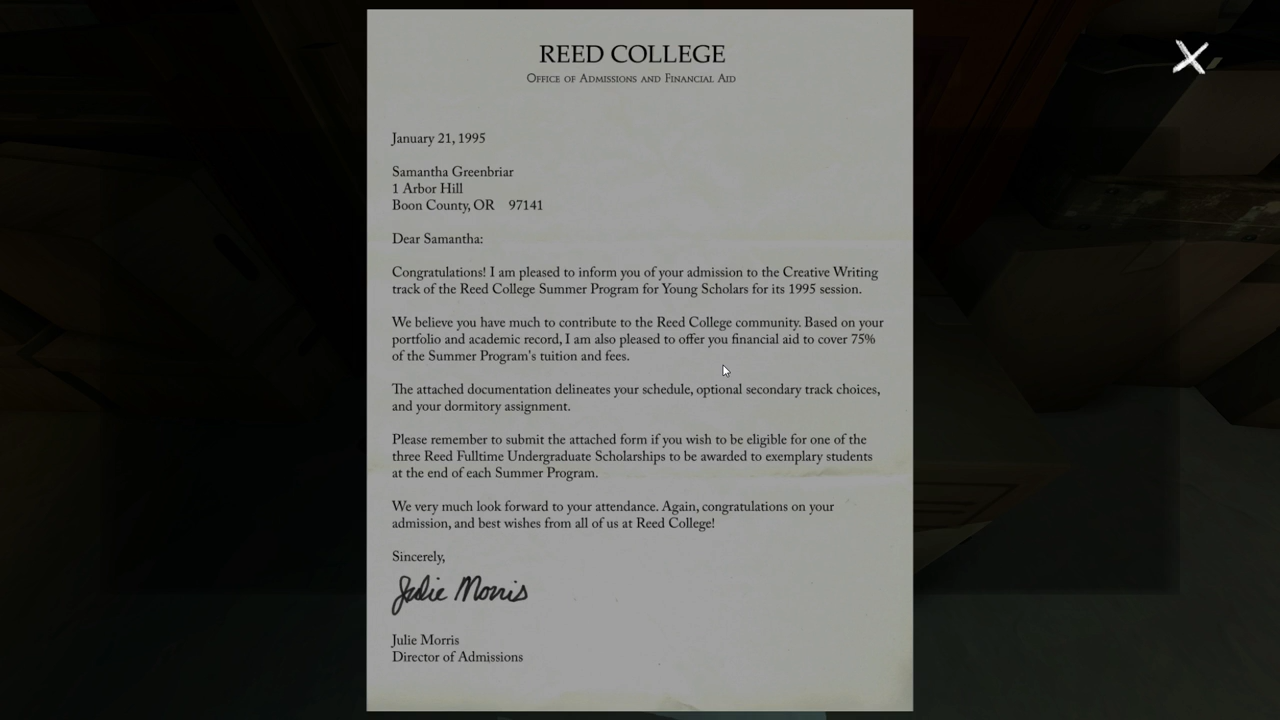 REED COLLEGE
Office of Admissions and Financial Aid
January 21, 1995
Samantha Greenbriar
1 Arbor Hill
Boon County, OR 97141
Dear Samantha:
Congratulations! I am pleased to inform you of your admission to the Creative Writing
track of the Reed College Summer Program for Young Scholars for its 1995 session.
We believe you have much to contribute to the Reed College community. Based on your
portfolio and academic record, I am also pleased to offer you financial aid to cover 75%
of the Summer Program's tuition and fees.
The attached documentation delineates your schedule, optional secondary track choices,
and your dormitory assignment.
Please remember to submit the attached form if you wish to be eligible for one of the
three Reed Fulltime Undergraduate Scholarships to be awarded to exemplary students
at the end of each Summer Program.
We very much look forward to your attendance. Again, congratulations on your
admission, and best wishes from all of us at Reed College!
Sincerely,
Julie Morris
Julie Morris
Director of Admissions